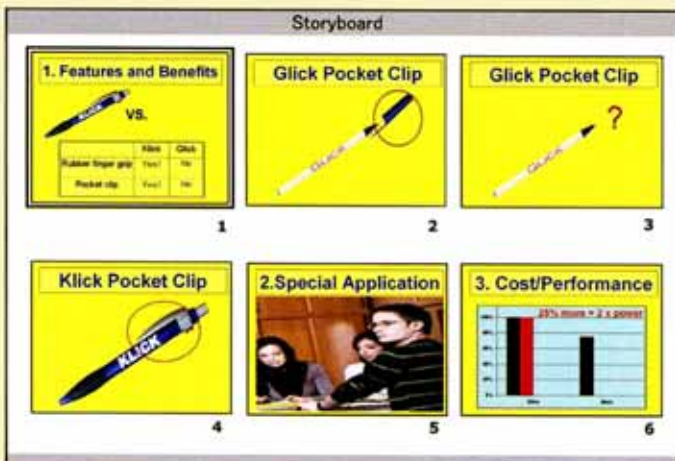 Storyboard
1. Features and Benefits
KLICK
VS.
Klick Glick
Rubber finger grip Yes! No
Pocket clip Yes! No
1
Glick Pocket Clip
GLICK
2
Glick Pocket Clip
?
GLICK
3
Klick Pocket Clip
KLICK
4
2.Special Application
5
3. Cost/Performance
25% more = 2 x power
100%
6